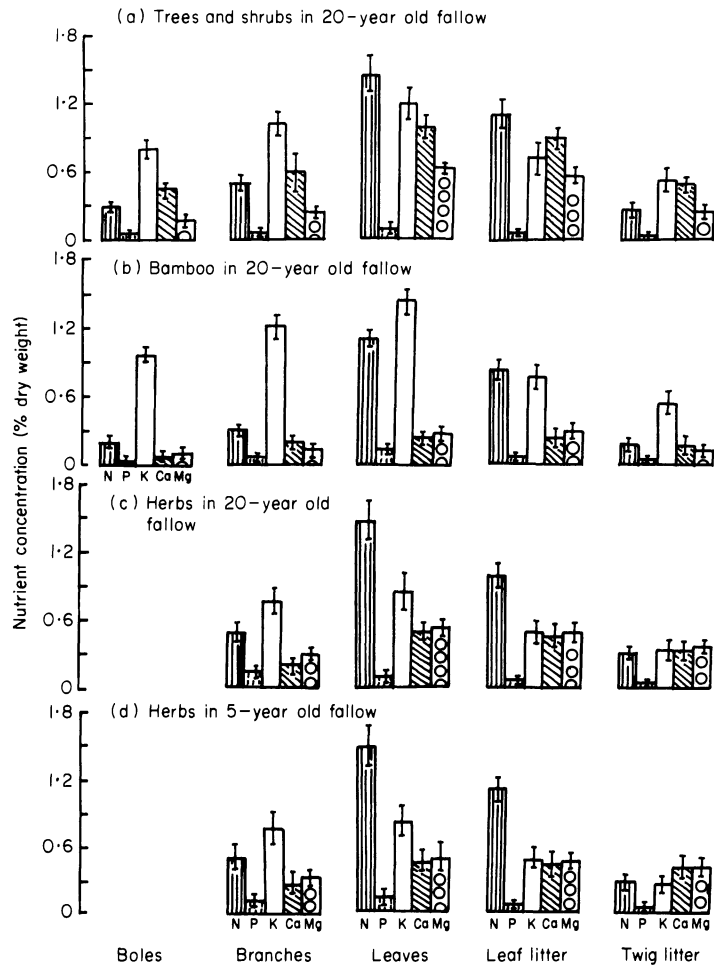 (a) Trees and shrubs in 20-year old fallow
1·8
1·2
0·6
0
1·8
(b) Bamboo in 20-year old fallow
1·2
0·6
0
N P K Ca Mg
1·8
(c) Herbs in 20-year old
fallow
1·2
0·6
0
1·8
(d) Herbs in 5-year old fallow
1·2
0·6
0
N P K Ca Mg N P K Ca Mg N P K Ca Mg N P K Ca Mg
Boles Branches Leaves Leaf litter Twig litter
Nutrient concentration (% dry weight)